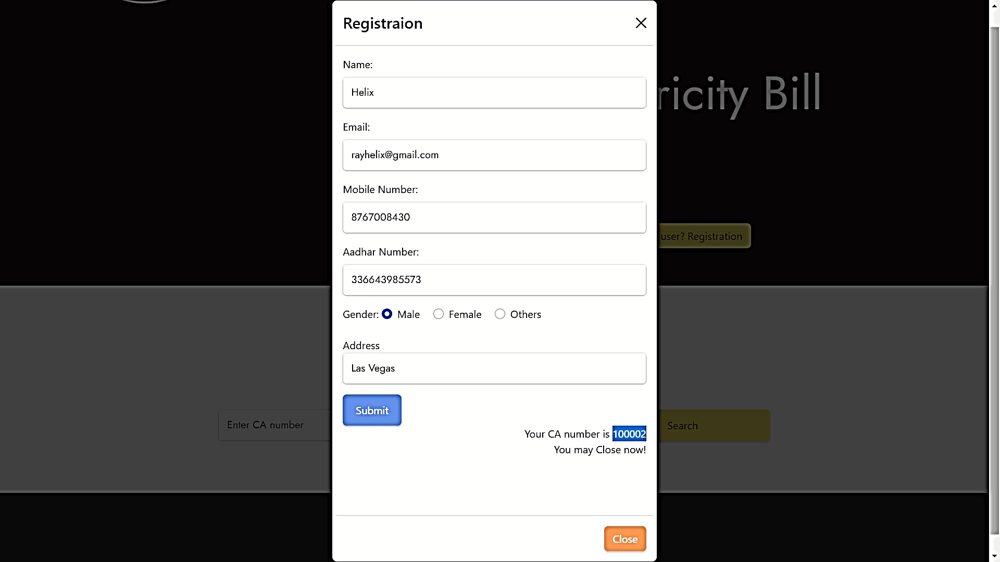 Registraion
Name:
Helix
ricity Bill
Email:
rayhelix@gmail.com
Mobile Number:
8767008430
user? Registration
Aadhar Number:
336643985573
Gender: Male Female Others
Address
Las Vegas
Submit
Enter CA number
Search
Your CA number is 100002
You may Close now!
Close